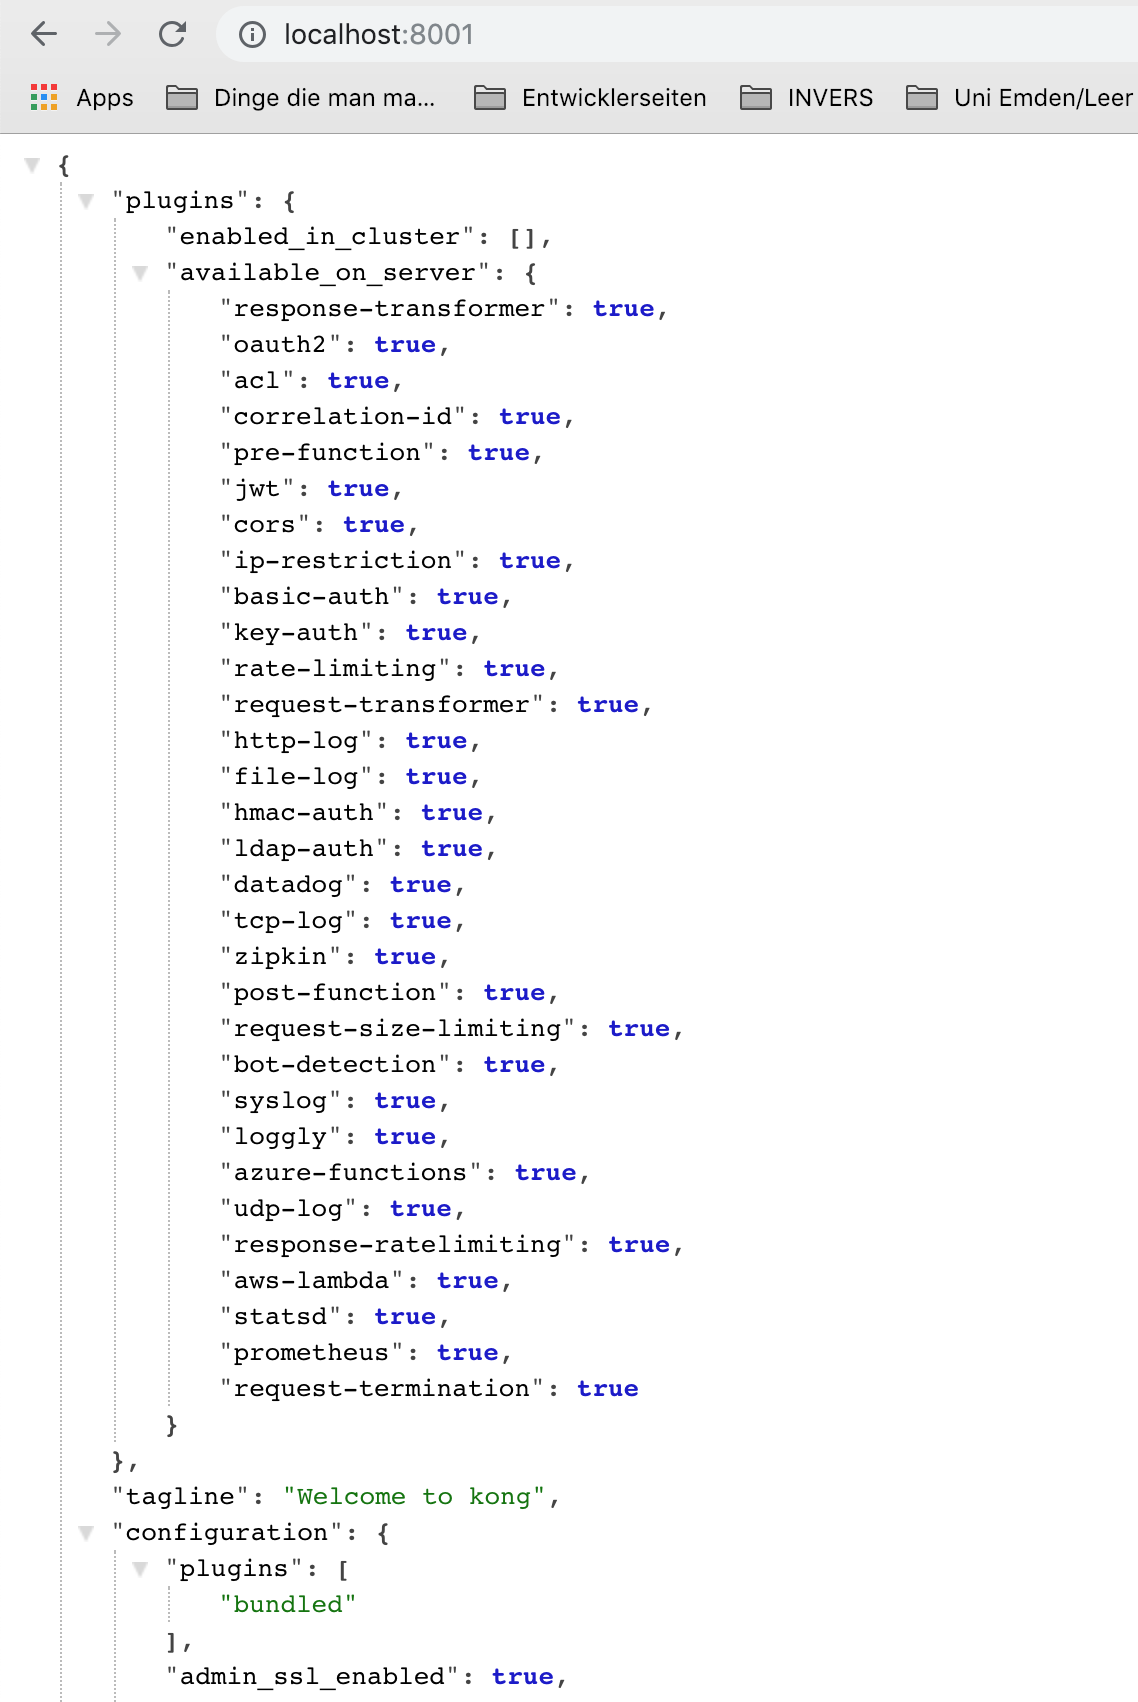 localhost:8001
Apps Dinge die man ma... Entwicklerseiten INVERS Uni Emden/Leer
{
"plugins": {
"enabled_in_cluster": [],
"available_on_server": {
"response-transformer": true,
"oauth2": true,
"acl": true,
"correlation-id": true,
"pre-function": true,
"jwt": true,
"cors": true,
"ip-restriction": true,
"basic-auth": true,
"key-auth": true,
"rate-limiting": true,
"request-transformer": true,
"http-log": true,
"file-log": true,
"hmac-auth": true,
"ldap-auth": true,
"datadog": true,
"tcp-log": true,
"zipkin": true,
"post-function": true,
"request-size-limiting": true,
"bot-detection": true,
"syslog": true,
"loggly": true,
"azure-functions": true,
"udp-log": true,
"response-ratelimiting": true,
"aws-lambda": true,
"statsd": true,
"prometheus": true,
"request-termination": true
}
},
"tagline": "Welcome to kong",
"configuration": {
"plugins": [
"bundled"
],
"admin_ssl_enabled": true,